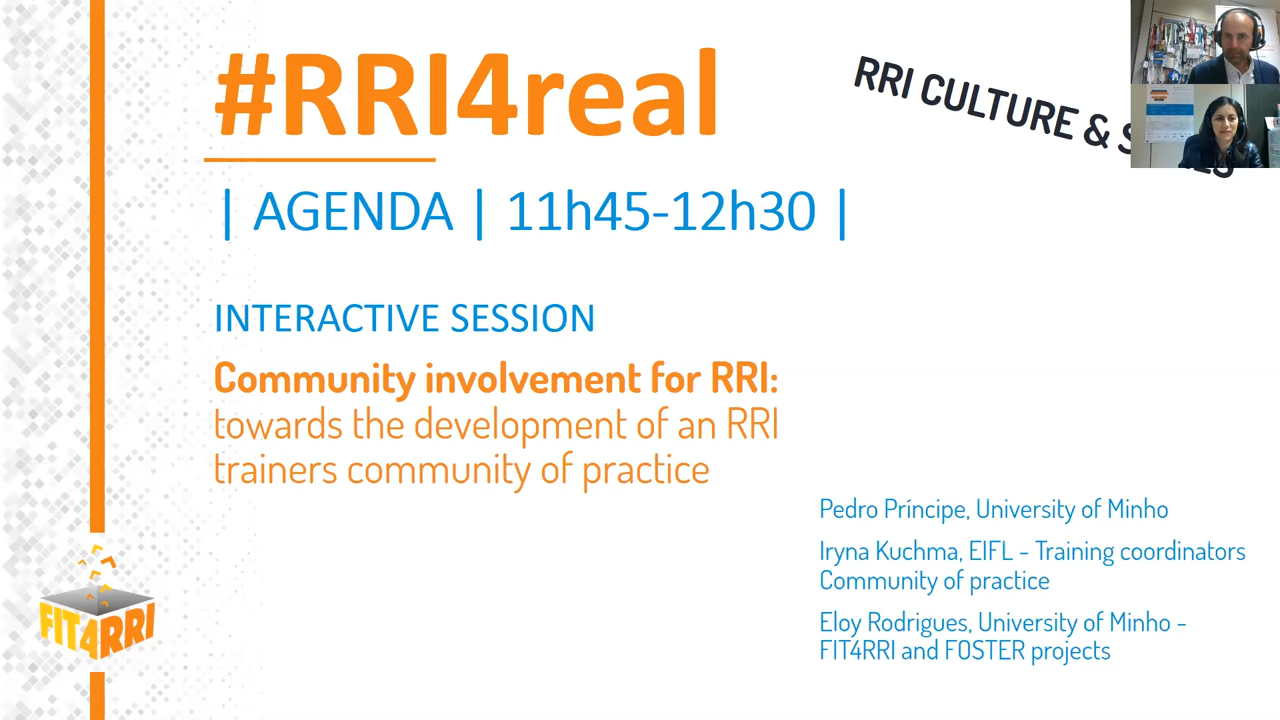 #RRI4real
RRI CULTURE &
| AGENDA | 11h45-12h30 |
INTERACTIVE SESSION
Community involvement for RRI:
towards the development of an RRI
trainers community of practice
Pedro Príncipe, University of Minho
Iryna Kuchma, EIFL - Training coordinators
Community of practice
Eloy Rodrigues, University of Minho -
FIT4RRI and FOSTER projects
FIT4RRI